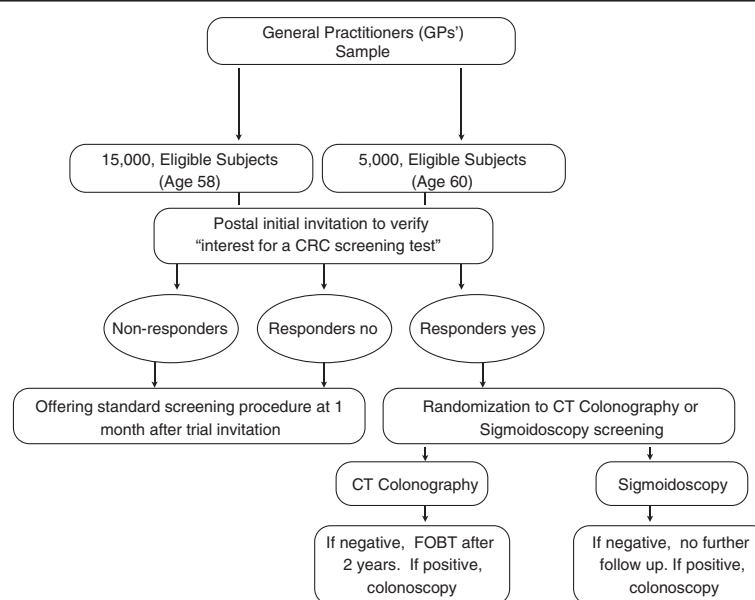 General Practitioners (GPs')
Sample
15,000, Eligible Subjects
(Age 58)
5,000, Eligible Subjects
(Age 60)
Postal initial invitation to verify
“interest for a CRC screening test”
Non-responders
Responders no
Responders yes
Offering standard screening procedure at 1
month after trial invitation
Randomization to CT Colonography or
Sigmoidoscopy screening
CT Colonography
Sigmoidoscopy
If negative, FOBT after
2 years. If positive,
colonoscopy
If negative, no further
follow up. If positive,
colonoscopy